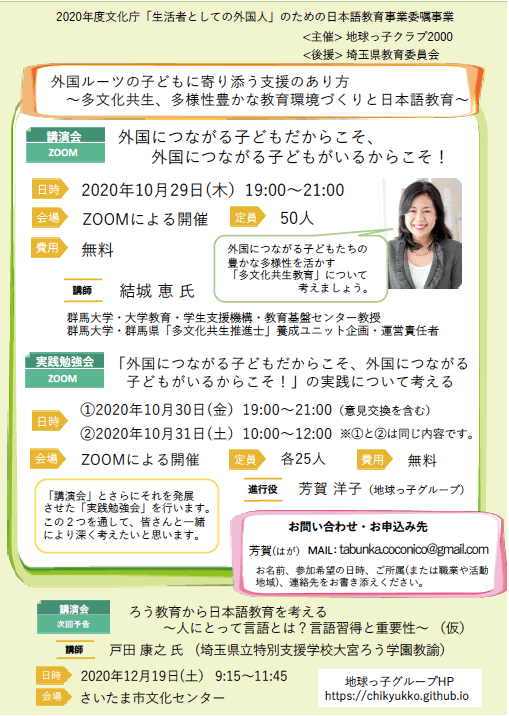 2020年度文化庁「生活者としての外国人」のための日本語教育事業委嘱事業
<主催> 地球っ子クラブ2000
<後援> 埼玉県教育委員会
外国ルーツの子どもに寄り添う支援のあり方
～多文化共生、多様性豊かな教育環境づくりと日本語教育～
講演会
ZOOM
外国につながる子どもだからこそ、
外国につながる子どもがいるからこそ！
日時 2020年10月29日(木) 19:00～21:00
会場 ZOOMによる開催 定員 50人
費用 無料
外国につながる子どもたちの
豊かな多様性を活かす
「多文化共生教育」について
考えましょう。
講師 結城 恵 氏
群馬大学・大学教育・学生支援機構・教育基盤センター教授
群馬大学・群馬県「多文化共生推進士」養成ユニット企画・運営責任者
実践勉強会
ZOOM
「外国につながる子どもだからこそ、外国につながる
子どもがいるからこそ！」の実践について考える
日時
①2020年10月30日(金) 19:00～21:00 (意見交換を含む)
②2020年10月31日(土) 10:00～12:00 ※①と②は同じ内容です。
会場 ZOOMによる開催 定員 各25人 費用 無料
進行役 芳賀 洋子 (地球っ子グループ)
「講演会」とさらにそれを発展
させた「実践勉強会」を行います。
この２つを通して、皆さんと一緒
により深く考えたいと思います。
お問い合わせ・お申込み先
芳賀(はが) MAIL: tabunka.coconico@gmail.com
お名前、参加希望の日時、ご所属(または職業や活動
地域)、連絡先をお書き添えください。
講演会
次回予告
ろう教育から日本語教育を考える
～人にとって言語とは？言語習得と重要性～ （仮）
講師 戸田 康之 氏 （埼玉県立特別支援学校大宮ろう学園教諭）
日時 2020年12月19日(土) 9:15～11:45
会場 さいたま市文化センター
地球っ子グループHP
https://chikyukko.github.io